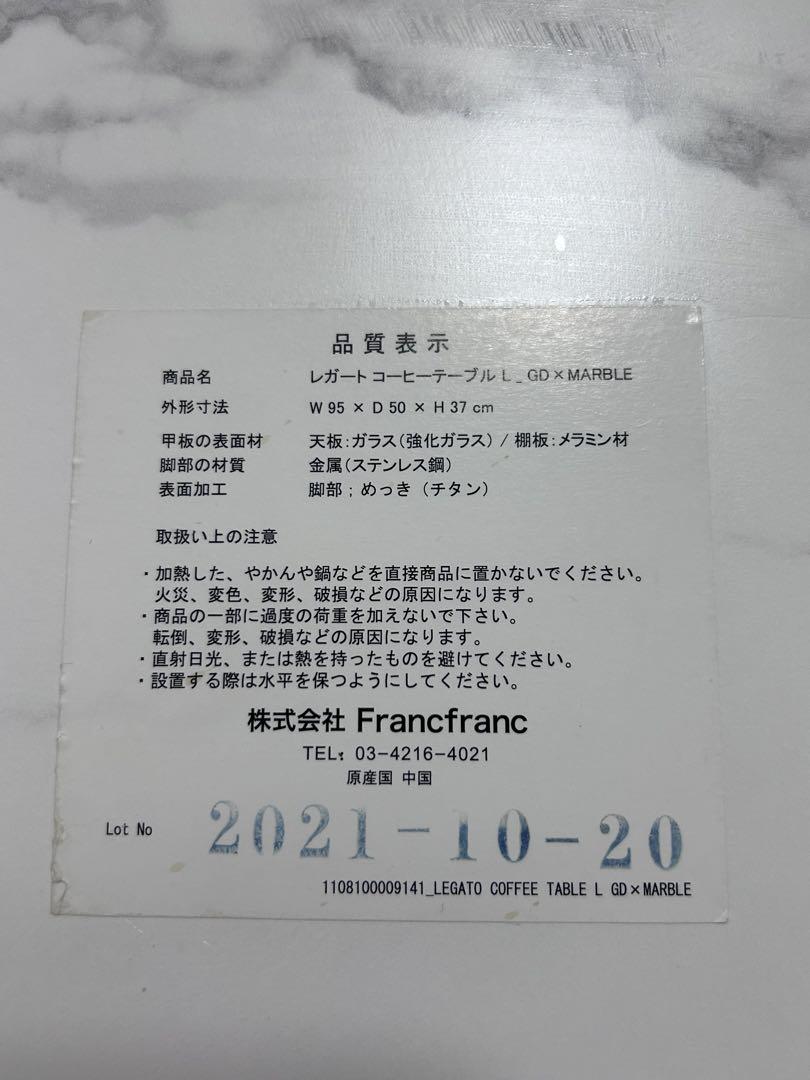 品質表示
商品名 レガート コーヒーテーブル L _ GD×MARBLE
外形寸法 W 95 × D 50 × H 37 cm
甲板の表面材 天板:ガラス(強化ガラス) / 棚板:メラミン材
脚部の材質 金属(ステンレス鋼)
表面加工 脚部；めっき（チタン）
取扱い上の注意
・加熱した、やかんや鍋などを直接商品に置かないでください。
火災、変色、変形、破損などの原因になります。
・商品の一部に過度の荷重を加えないで下さい。
転倒、変形、破損などの原因になります。
・直射日光、または熱を持ったものを避けてください。
・設置する際は水平を保つようにしてください。
株式会社 Francfranc
TEL: 03-4216-4021
原産国 中国
Lot No 2021-10-20
1108100009141_LEGATO COFFEE TABLE L GD×MARBLE